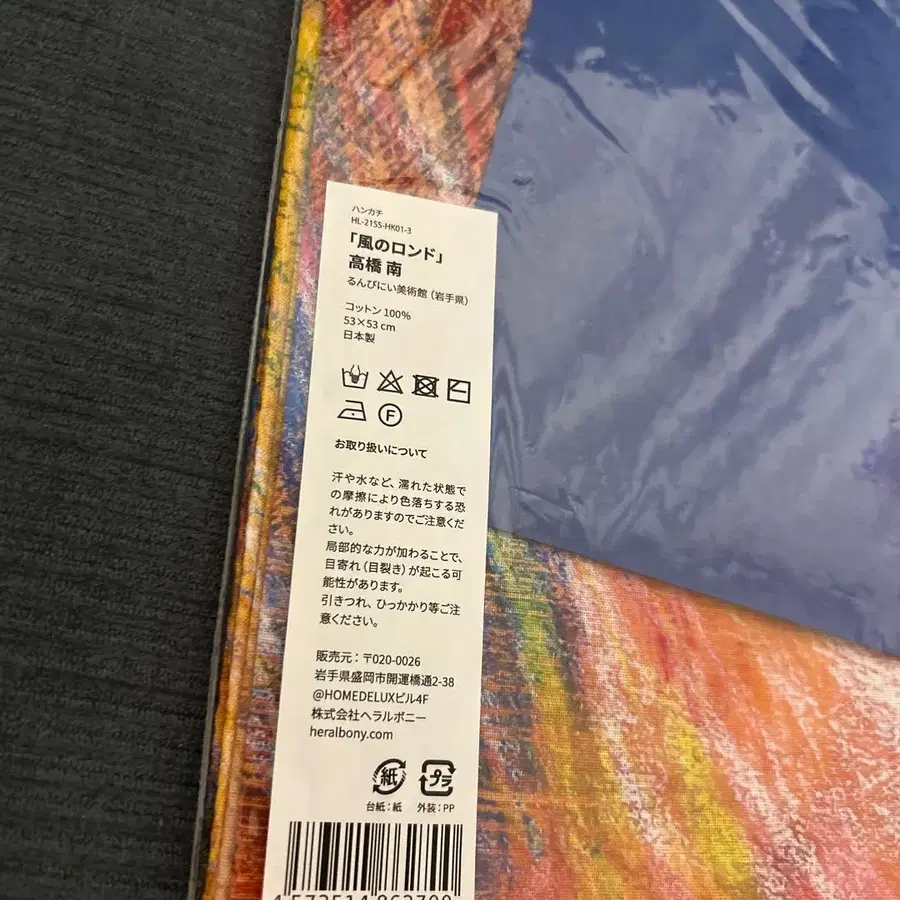 ハンカチ
HL-21SS-HK01-3
「風のロンド」
高橋 南
るんびにい美術館（岩手県）
コットン 100%
53×53 cm
日本製
F
お取り扱いについて
汗や水など、濡れた状態で
の摩擦により色落ちする恐
れがありますのでご注意くだ
さい。
局部的な力が加わることで、
目寄れ（目裂き）が起こる可
能性があります。
引きつれ、ひっかかり等ご注
意ください。
販売元：〒020-0026
岩手県盛岡市開運橋通2-38
@HOMEDELUXビル4F
株式会社ヘラルボニー
heralbony.com
紙 プラ
台紙：紙 外装：PP